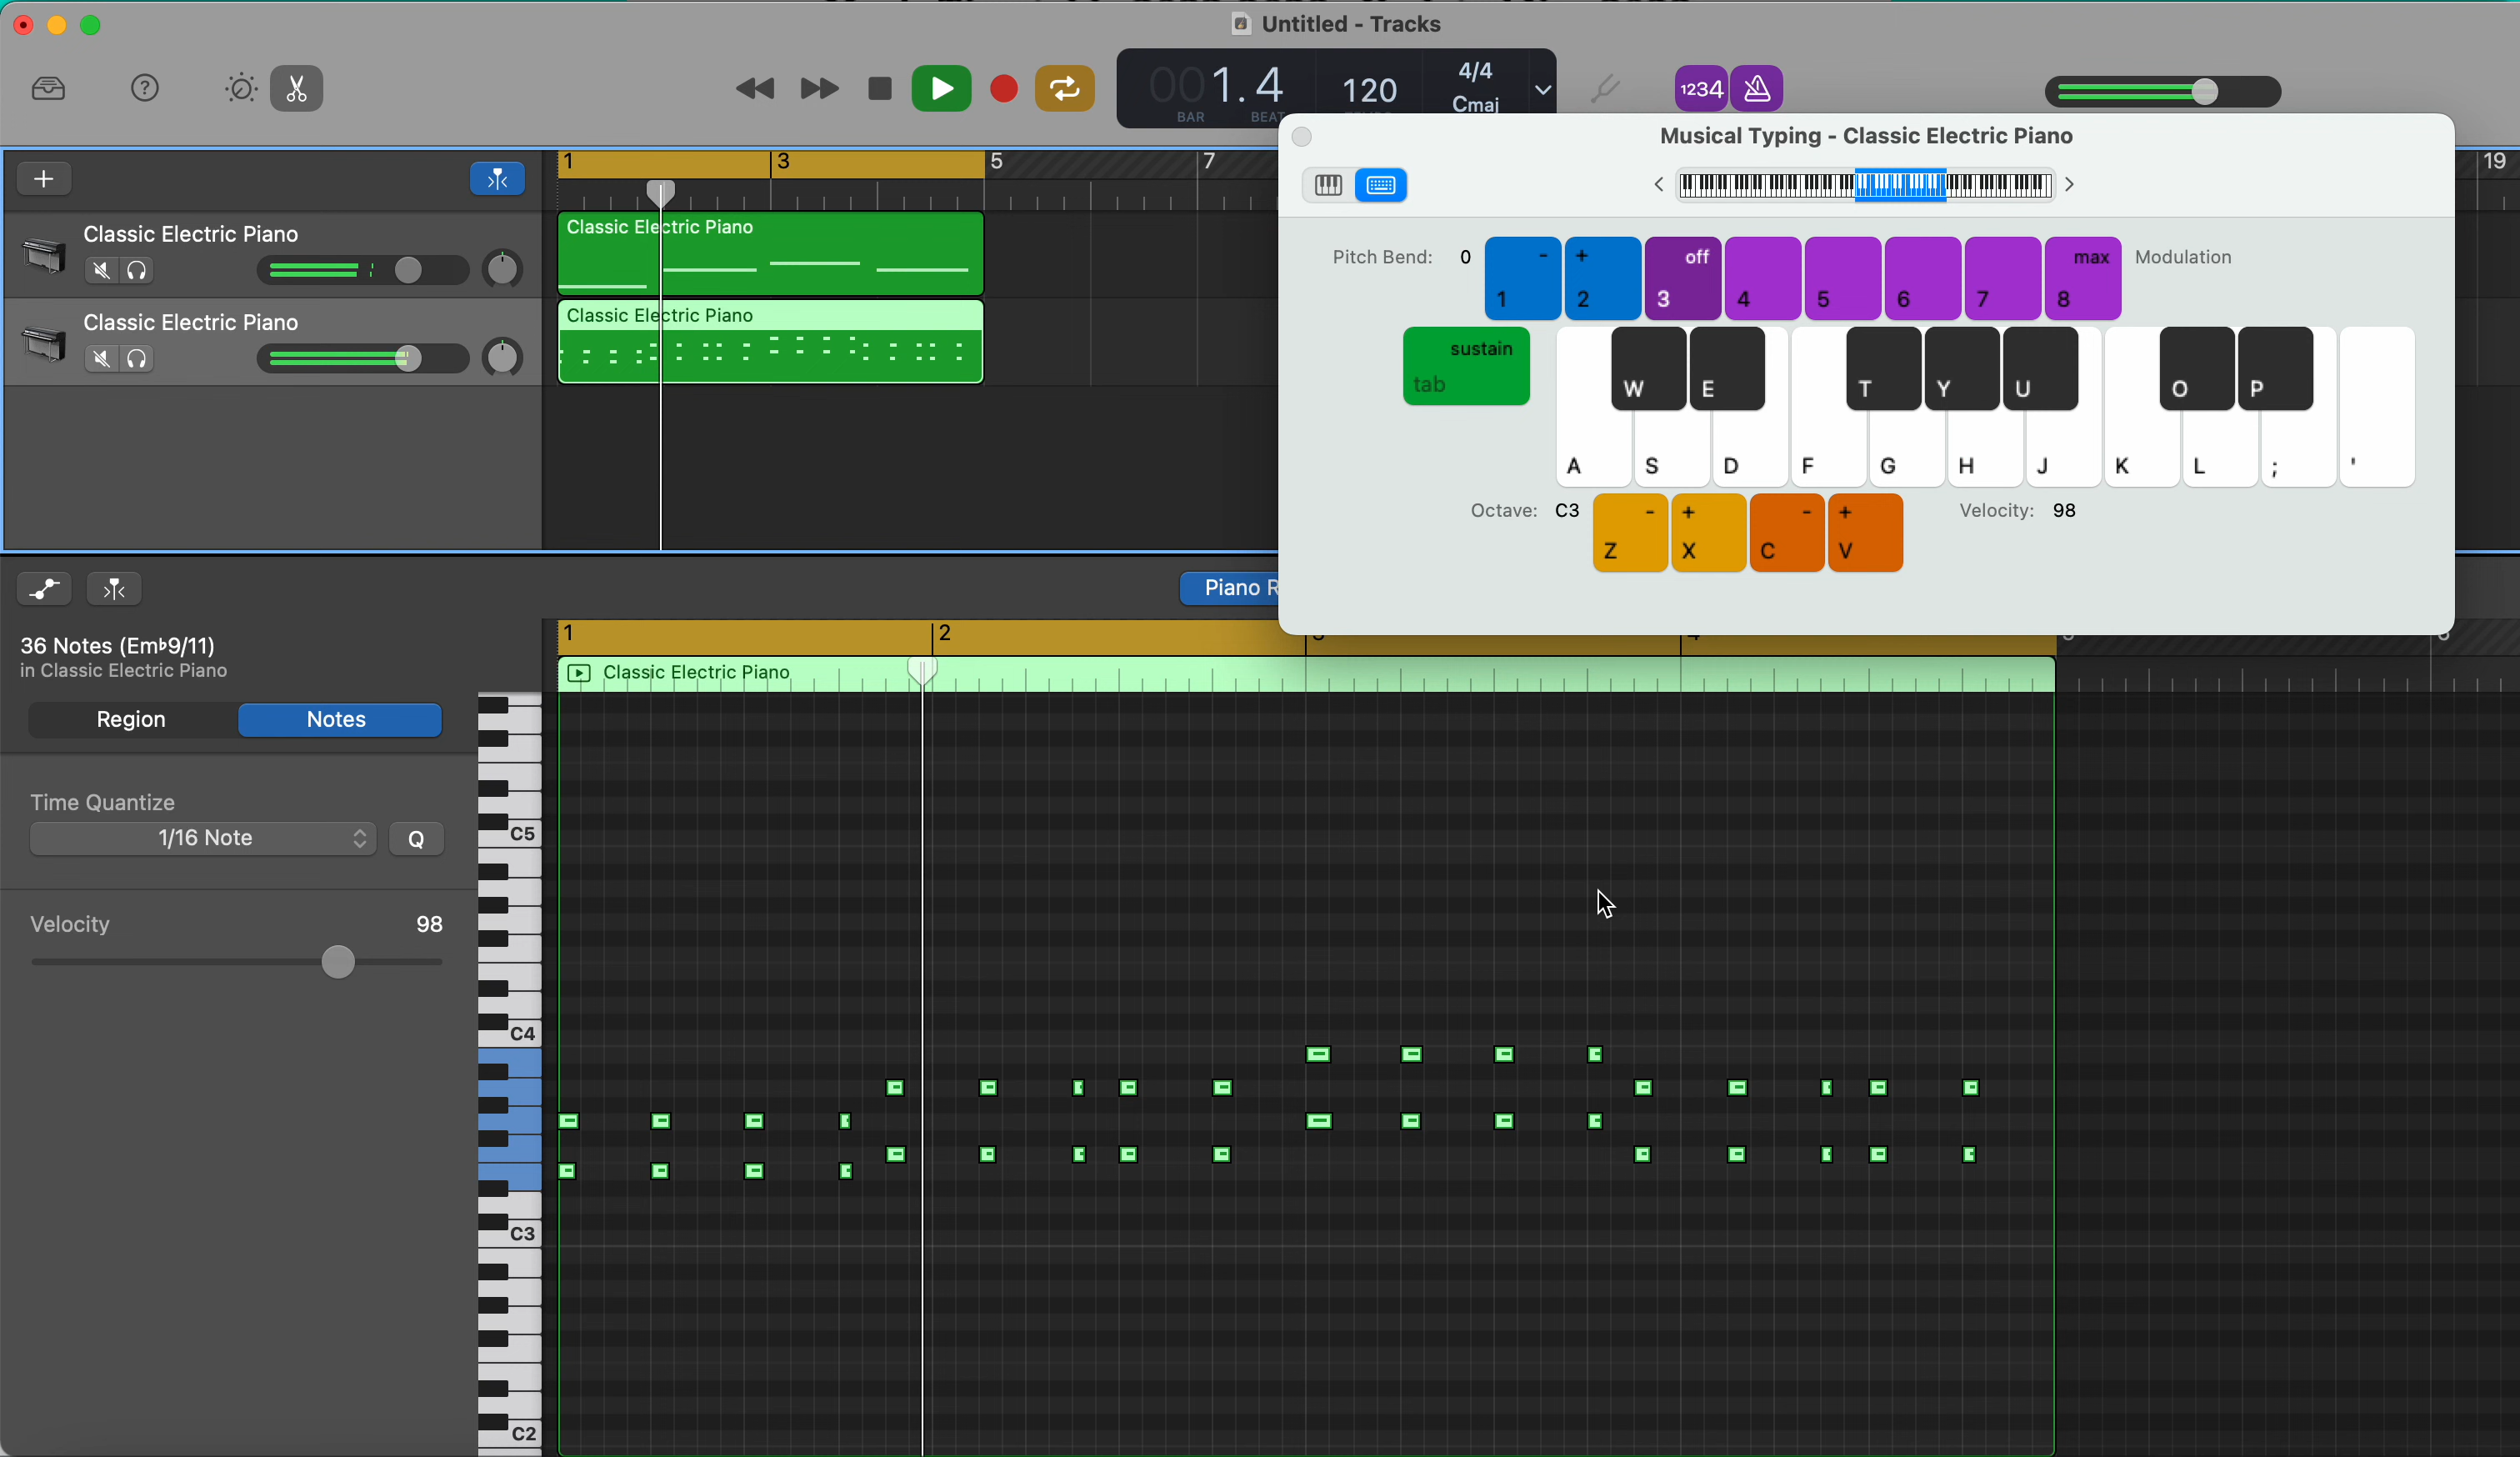 Untitled - Tracks
001.4
BAR
BEAT
120
4/4
Cmaj
1234
Musical Typing - Classic Electric Piano
1
3
5
7
19
Classic Electric Piano
Classic Electric Piano
Classic Electric Piano
Classic Electric Piano
Pitch Bend: 0
- 1
+ 2
off 3
4
5
6
7
max 8
Modulation
sustain
tab
W E T Y U O P
A S D F G H J K L ; '
Octave: C3
- Z
+ X
- C
+ V
Velocity: 98
Piano R
36 Notes (Em♭9/11)
in Classic Electric Piano
1
2
Classic Electric Piano
Region
Notes
Time Quantize
1/16 Note
Q
Velocity 98
C5
C4
C3
C2